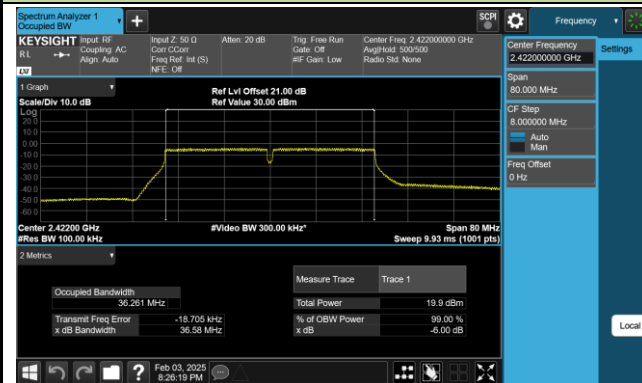 Spectrum Analyzer 1
Occupied BW
SCPI
Frequency
KEYSIGHT
RL
Input: RF
Coupling: AC
Align: Auto
Input Z: 50 Ω
Corr CCorr
Freq Ref: Int (S)
NFE: Off
Atten: 20 dB
Trig: Free Run
Gate: Off
#IF Gain: Low
Center Freq: 2.422000000 GHz
Avg|Hold: 500/500
Radio Std: None
Center Frequency
2.422000000 GHz
Settings
Span
80.000 MHz
CF Step
8.000000 MHz
Auto
Man
Freq Offset
0 Hz
1 Graph
Scale/Div 10.0 dB
Ref Lvl Offset 21.00 dB
Ref Value 30.00 dBm
Log
20.0
10.0
0.00
-10.0
-20.0
-30.0
-40.0
-50.0
-60.0
Center 2.42200 GHz
#Res BW 100.00 kHz
#Video BW 300.00 kHz*
Span 80 MHz
Sweep 9.93 ms (1001 pts)
2 Metrics
Measure Trace Trace 1
Occupied Bandwidth
36.261 MHz
Total Power 19.9 dBm
Transmit Freq Error -18.705 kHz
% of OBW Power 99.00 %
x dB Bandwidth 36.58 MHz
x dB -6.00 dB
Local
?
Feb 03, 2025
8:26:19 PM